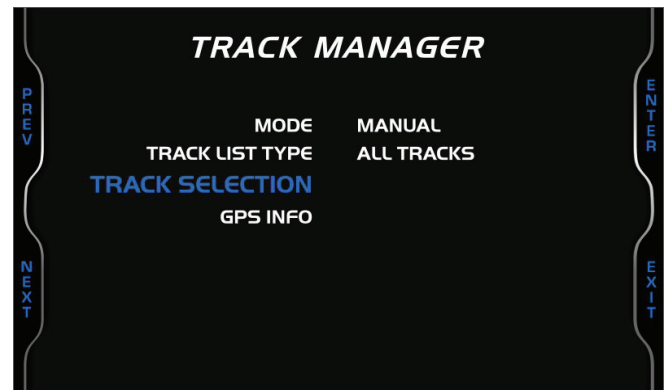 TRACK MANAGER
PREV
ENTER
MODE MANUAL
TRACK LIST TYPE ALL TRACKS
TRACK SELECTION
GPS INFO
NEXT
EXIT